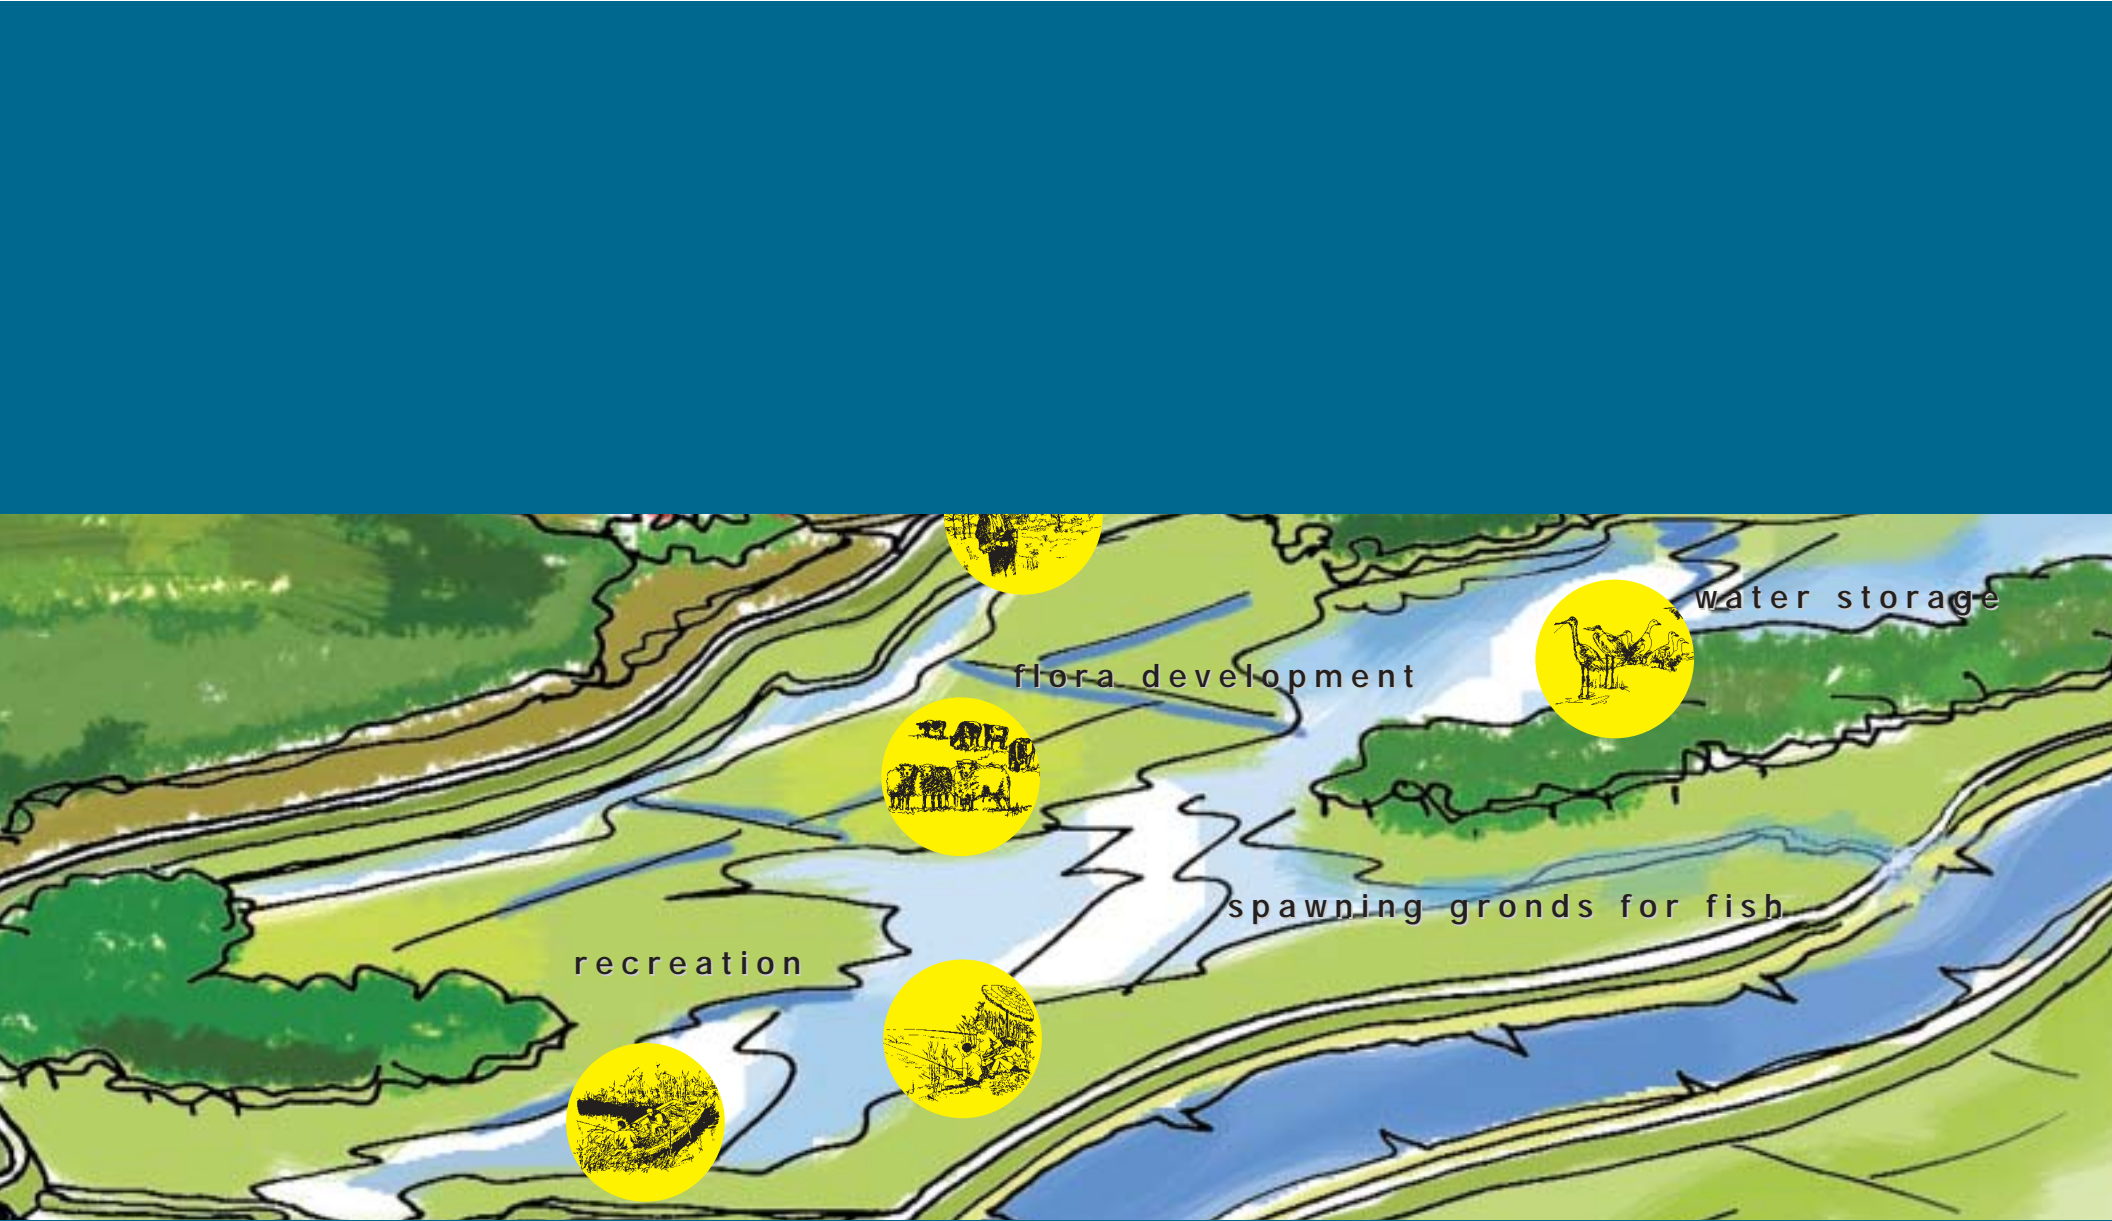 water storage
flora development
spawning gronds for fish
recreation